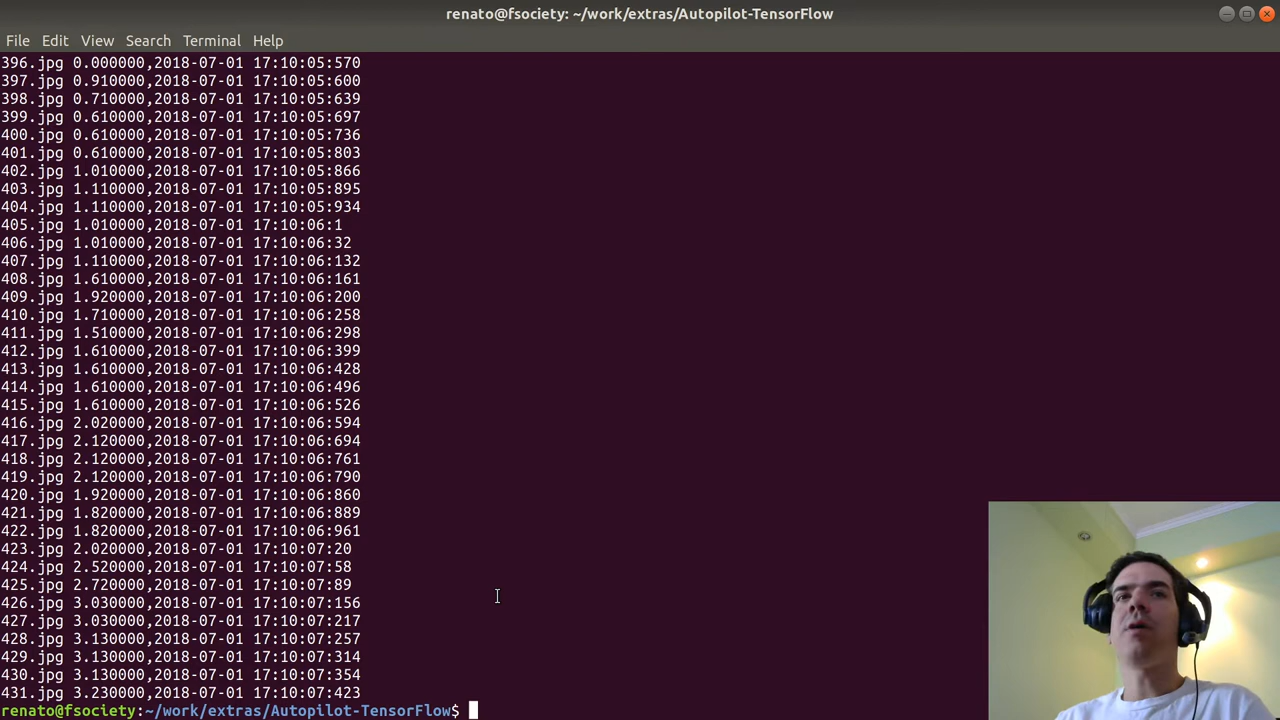 renato@fsociety: ~/work/extras/Autopilot-TensorFlow
File Edit View Search Terminal Help
396.jpg 0.000000,2018-07-01 17:10:05:570
397.jpg 0.910000,2018-07-01 17:10:05:600
398.jpg 0.710000,2018-07-01 17:10:05:639
399.jpg 0.610000,2018-07-01 17:10:05:697
400.jpg 0.610000,2018-07-01 17:10:05:736
401.jpg 0.610000,2018-07-01 17:10:05:803
402.jpg 1.010000,2018-07-01 17:10:05:866
403.jpg 1.110000,2018-07-01 17:10:05:895
404.jpg 1.110000,2018-07-01 17:10:05:934
405.jpg 1.010000,2018-07-01 17:10:06:1
406.jpg 1.010000,2018-07-01 17:10:06:32
407.jpg 1.110000,2018-07-01 17:10:06:132
408.jpg 1.610000,2018-07-01 17:10:06:161
409.jpg 1.920000,2018-07-01 17:10:06:200
410.jpg 1.710000,2018-07-01 17:10:06:258
411.jpg 1.510000,2018-07-01 17:10:06:298
412.jpg 1.610000,2018-07-01 17:10:06:399
413.jpg 1.610000,2018-07-01 17:10:06:428
414.jpg 1.610000,2018-07-01 17:10:06:496
415.jpg 1.610000,2018-07-01 17:10:06:526
416.jpg 2.020000,2018-07-01 17:10:06:594
417.jpg 2.120000,2018-07-01 17:10:06:694
418.jpg 2.120000,2018-07-01 17:10:06:761
419.jpg 2.120000,2018-07-01 17:10:06:790
420.jpg 1.920000,2018-07-01 17:10:06:860
421.jpg 1.820000,2018-07-01 17:10:06:889
422.jpg 1.820000,2018-07-01 17:10:06:961
423.jpg 2.020000,2018-07-01 17:10:07:20
424.jpg 2.520000,2018-07-01 17:10:07:58
425.jpg 2.720000,2018-07-01 17:10:07:89
426.jpg 3.030000,2018-07-01 17:10:07:156
427.jpg 3.030000,2018-07-01 17:10:07:217
428.jpg 3.130000,2018-07-01 17:10:07:257
429.jpg 3.130000,2018-07-01 17:10:07:314
430.jpg 3.130000,2018-07-01 17:10:07:354
431.jpg 3.230000,2018-07-01 17:10:07:423
renato@fsociety:~/work/extras/Autopilot-TensorFlow$